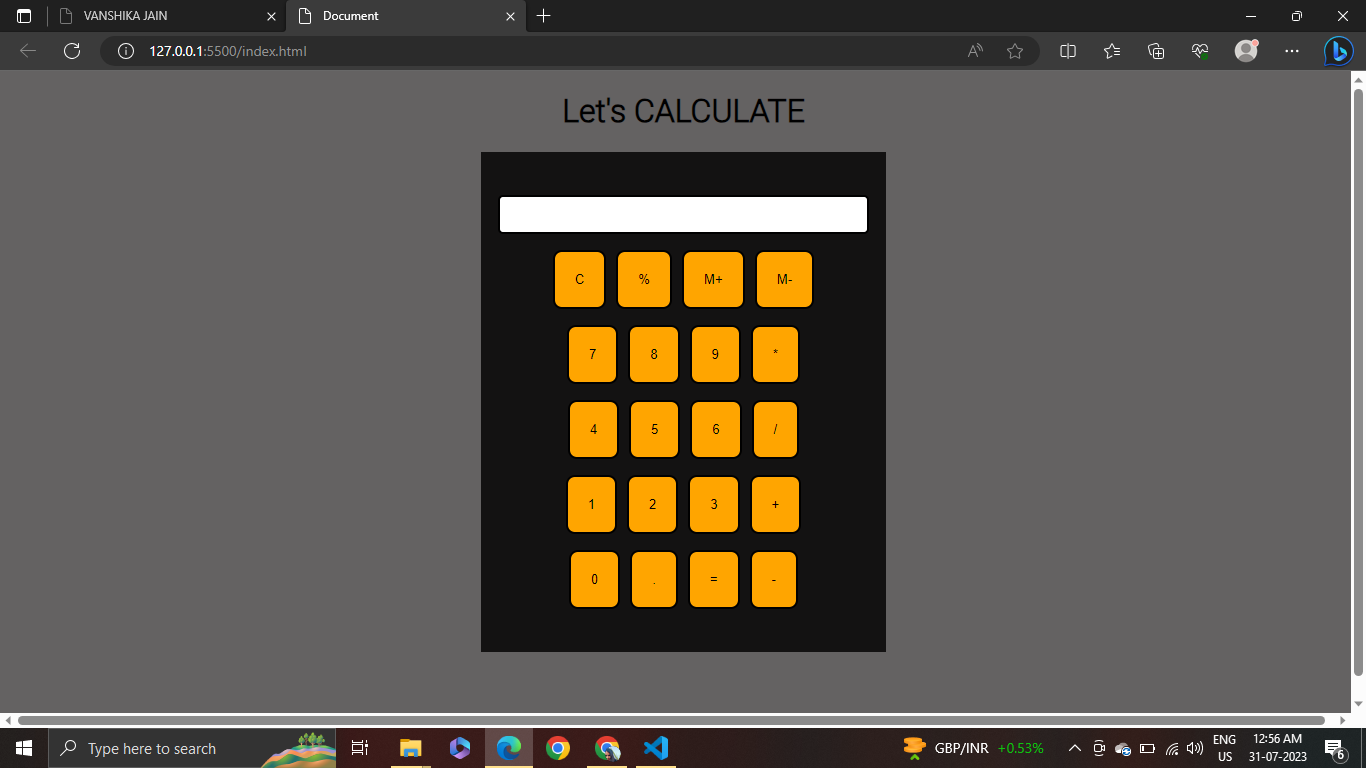 VANSHIKA JAIN
Document
127.0.0.1:5500/index.html
Let's CALCULATE
C % M+ M-
7 8 9 *
4 5 6 /
1 2 3 +
0 . = -
Type here to search
GBP/INR +0.53%
ENG
US
12:56 AM
31-07-2023
6